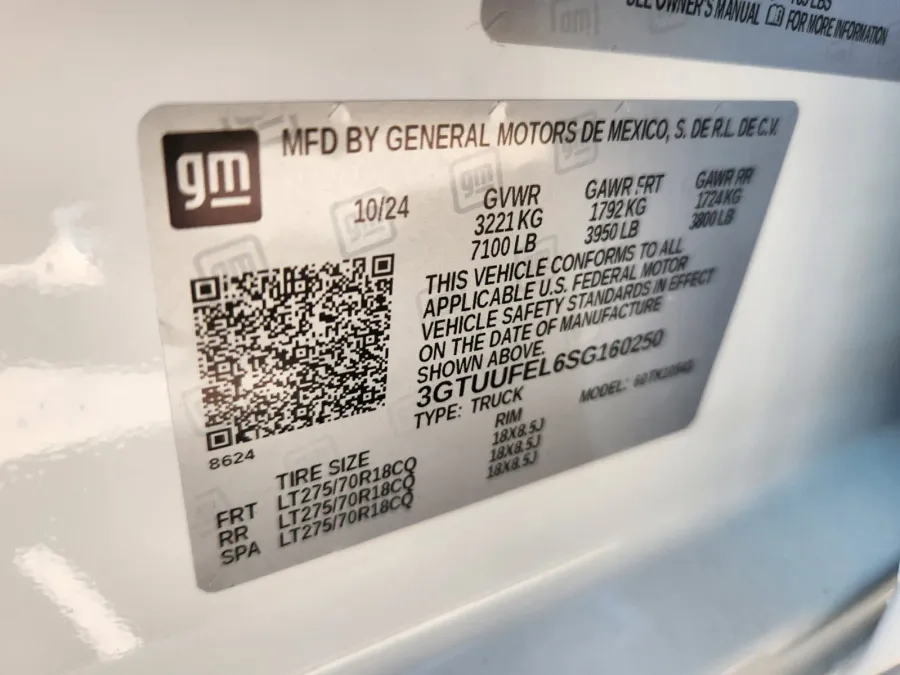 103 LBS
SEE OWNER'S MANUAL FOR MORE INFORMATION
gm
MFD BY GENERAL MOTORS DE MEXICO, S. DE R.L. DE C.V.
10/24
GVWR GAWR FRT GAWR RR
3221 KG 1792 KG 1724 KG
7100 LB 3950 LB 3800 LB
THIS VEHICLE CONFORMS TO ALL
APPLICABLE U.S. FEDERAL MOTOR
VEHICLE SAFETY STANDARDS IN EFFECT
ON THE DATE OF MANUFACTURE
SHOWN ABOVE.
3GTUUFEL6SG160250
TYPE: TRUCK MODEL:
8624
TIRE SIZE RIM
FRT LT275/70R18CQ 18X8.5J
RR LT275/70R18CQ 18X8.5J
SPA LT275/70R18CQ 18X8.5J